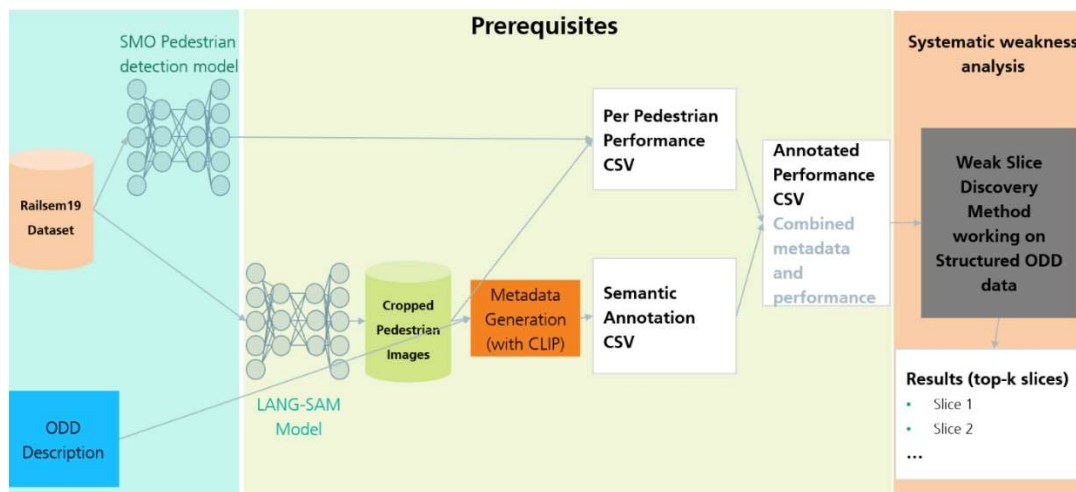 Prerequisites
SMO Pedestrian
detection model
Railsem19
Dataset
ODD
Description
LANG-SAM
Model
Cropped
Pedestrian
Images
Metadata
Generation
(with CLIP)
Per Pedestrian
Performance
CSV
Semantic
Annotation
CSV
Annotated
Performance
CSV
Combined
metadata
and
performance
Systematic weakness
analysis
Weak Slice
Discovery
Method
working on
Structured ODD
data
Results (top-k slices)
• Slice 1
• Slice 2
...